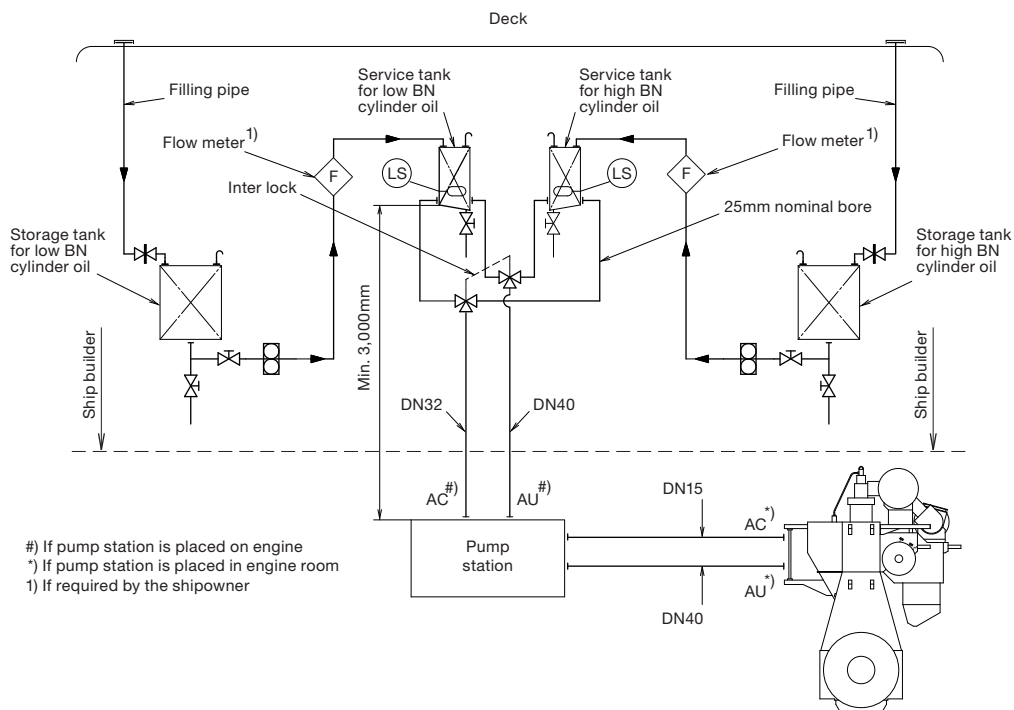 Deck
Filling pipe
Service tank
for low BN
cylinder oil
Service tank
for high BN
cylinder oil
Filling pipe
Flow meter 1)
F
LS
LS
F
Flow meter 1)
Inter lock
25mm nominal bore
Storage tank
for low BN
cylinder oil
Storage tank
for high BN
cylinder oil
Min. 3,000mm
Ship builder
Ship builder
DN32
DN40
AC #)
AU #)
DN15
AC *)
Pump
station
AU *)
DN40
#) If pump station is placed on engine
*) If pump station is placed in engine room
1) If required by the shipowner